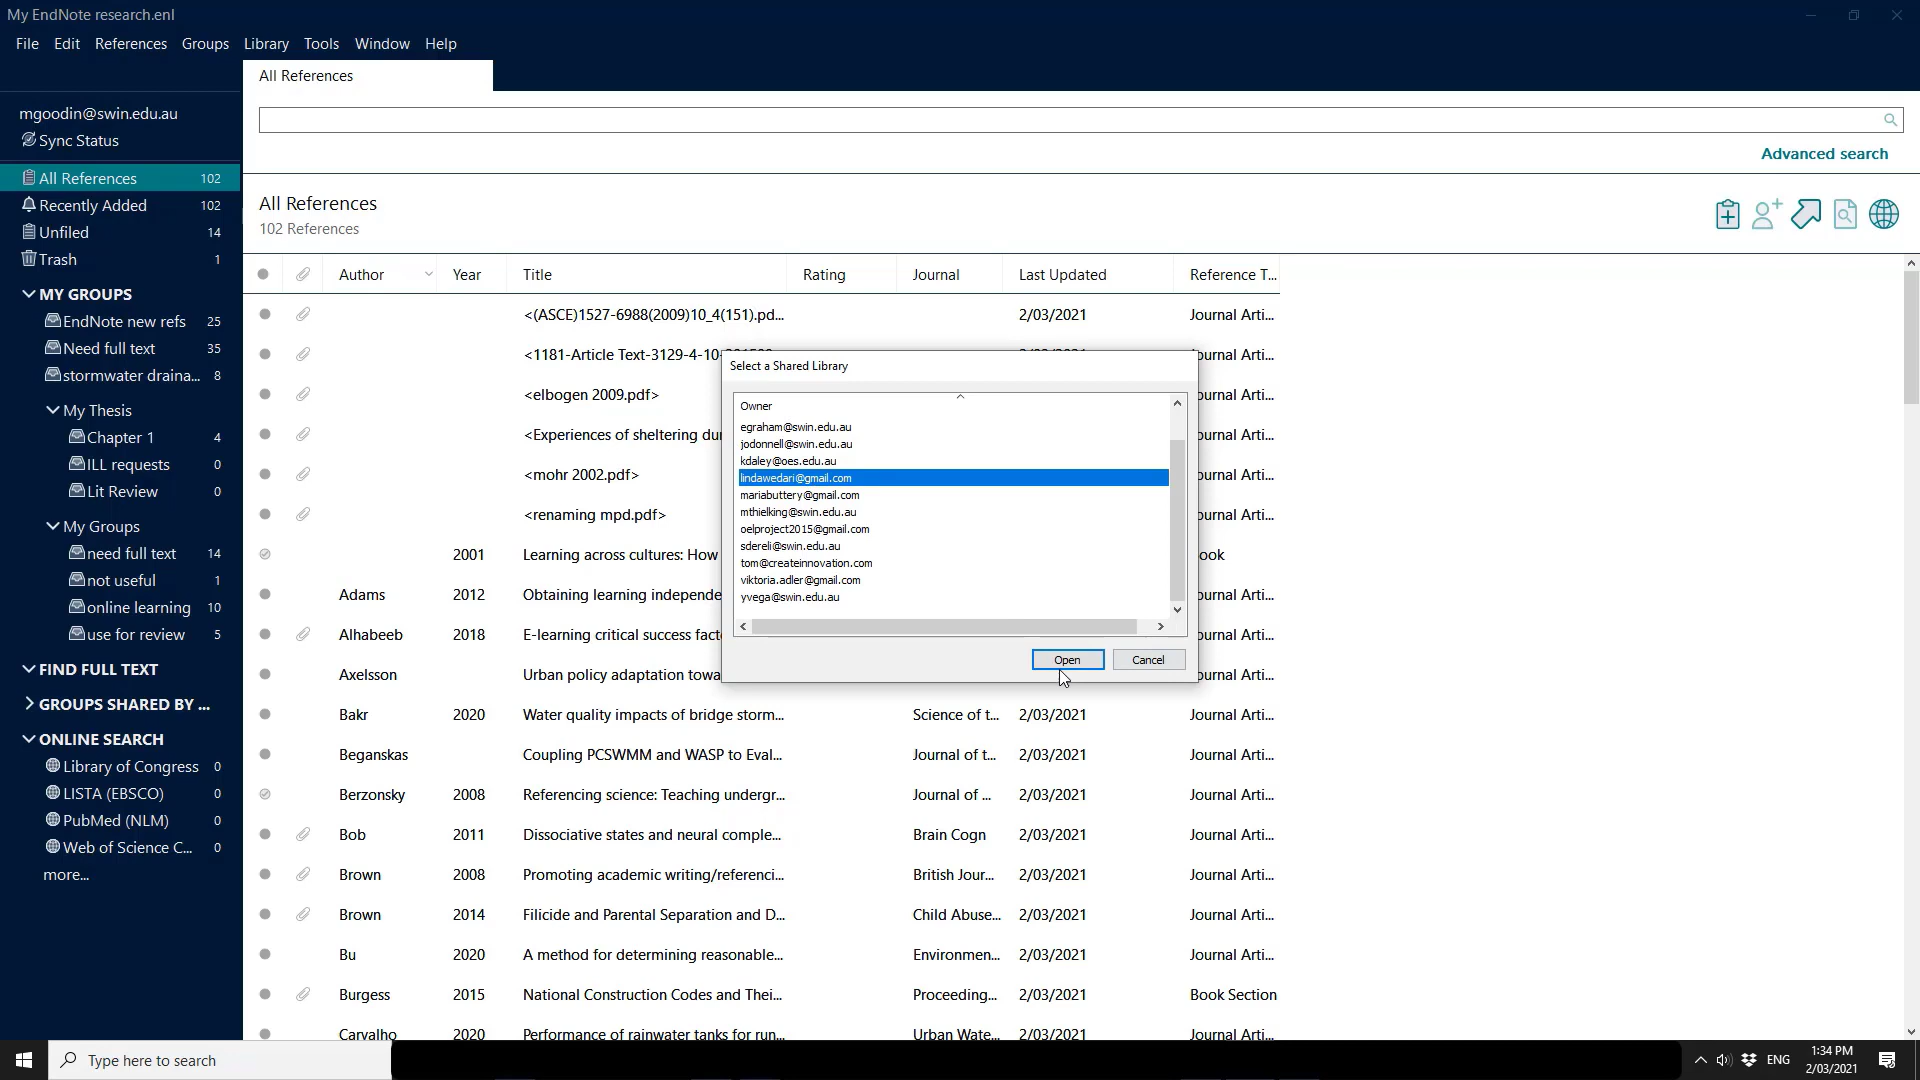 My EndNote research.enl
File Edit References Groups Library Tools Window Help
All References
mgoodin@swin.edu.au
Sync Status
Advanced search
All References 102
Recently Added 102
Unfiled 14
Trash 1
MY GROUPS
EndNote new refs 25
Need full text 35
stormwater draina... 8
My Thesis
Chapter 1 4
ILL requests 0
Lit Review 0
My Groups
need full text 14
not useful 1
online learning 10
use for review 5
FIND FULL TEXT
GROUPS SHARED BY ...
ONLINE SEARCH
Library of Congress 0
LISTA (EBSCO) 0
PubMed (NLM) 0
Web of Science C... 0
more...
All References
102 References
Author Year Title Rating Journal Last Updated Reference T...
<(ASCE)1527-6988(2009)10_4(151).pd... 2/03/2021 Journal Arti...
<1181-Article Text-3129-4-10- ournal Arti...
<elbogen 2009.pdf> ournal Arti...
<Experiences of sheltering du ournal Arti...
<mohr 2002.pdf> ournal Arti...
<renaming mpd.pdf> ournal Arti...
2001 Learning across cultures: How ook
Adams 2012 Obtaining learning independe ournal Arti...
Alhabeeb 2018 E-learning critical success fact ournal Arti...
Axelsson Urban policy adaptation towa ournal Arti...
Bakr 2020 Water quality impacts of bridge storm... Science of t... 2/03/2021 Journal Arti...
Beganskas Coupling PCSWMM and WASP to Eval... Journal of t... 2/03/2021 Journal Arti...
Berzonsky 2008 Referencing science: Teaching undergr... Journal of ... 2/03/2021 Journal Arti...
Bob 2011 Dissociative states and neural comple... Brain Cogn 2/03/2021 Journal Arti...
Brown 2008 Promoting academic writing/referenci... British Jour... 2/03/2021 Journal Arti...
Brown 2014 Filicide and Parental Separation and D... Child Abuse... 2/03/2021 Journal Arti...
Bu 2020 A method for determining reasonable... Environmen... 2/03/2021 Journal Arti...
Burgess 2015 National Construction Codes and Thei... Proceeding... 2/03/2021 Book Section
Carvalho 2020 Performance of rainwater tanks for run... Urban Wate... 2/03/2021 Journal Arti...
Select a Shared Library
Owner
egraham@swin.edu.au
jodonnell@swin.edu.au
kdaley@oes.edu.au
lindawedari@gmail.com
mariabuttery@gmail.com
mthielking@swin.edu.au
oelproject2015@gmail.com
sdereli@swin.edu.au
tom@createinnovation.com
viktoria.adler@gmail.com
yvega@swin.edu.au
Open Cancel
Type here to search
ENG
1:34 PM
2/03/2021